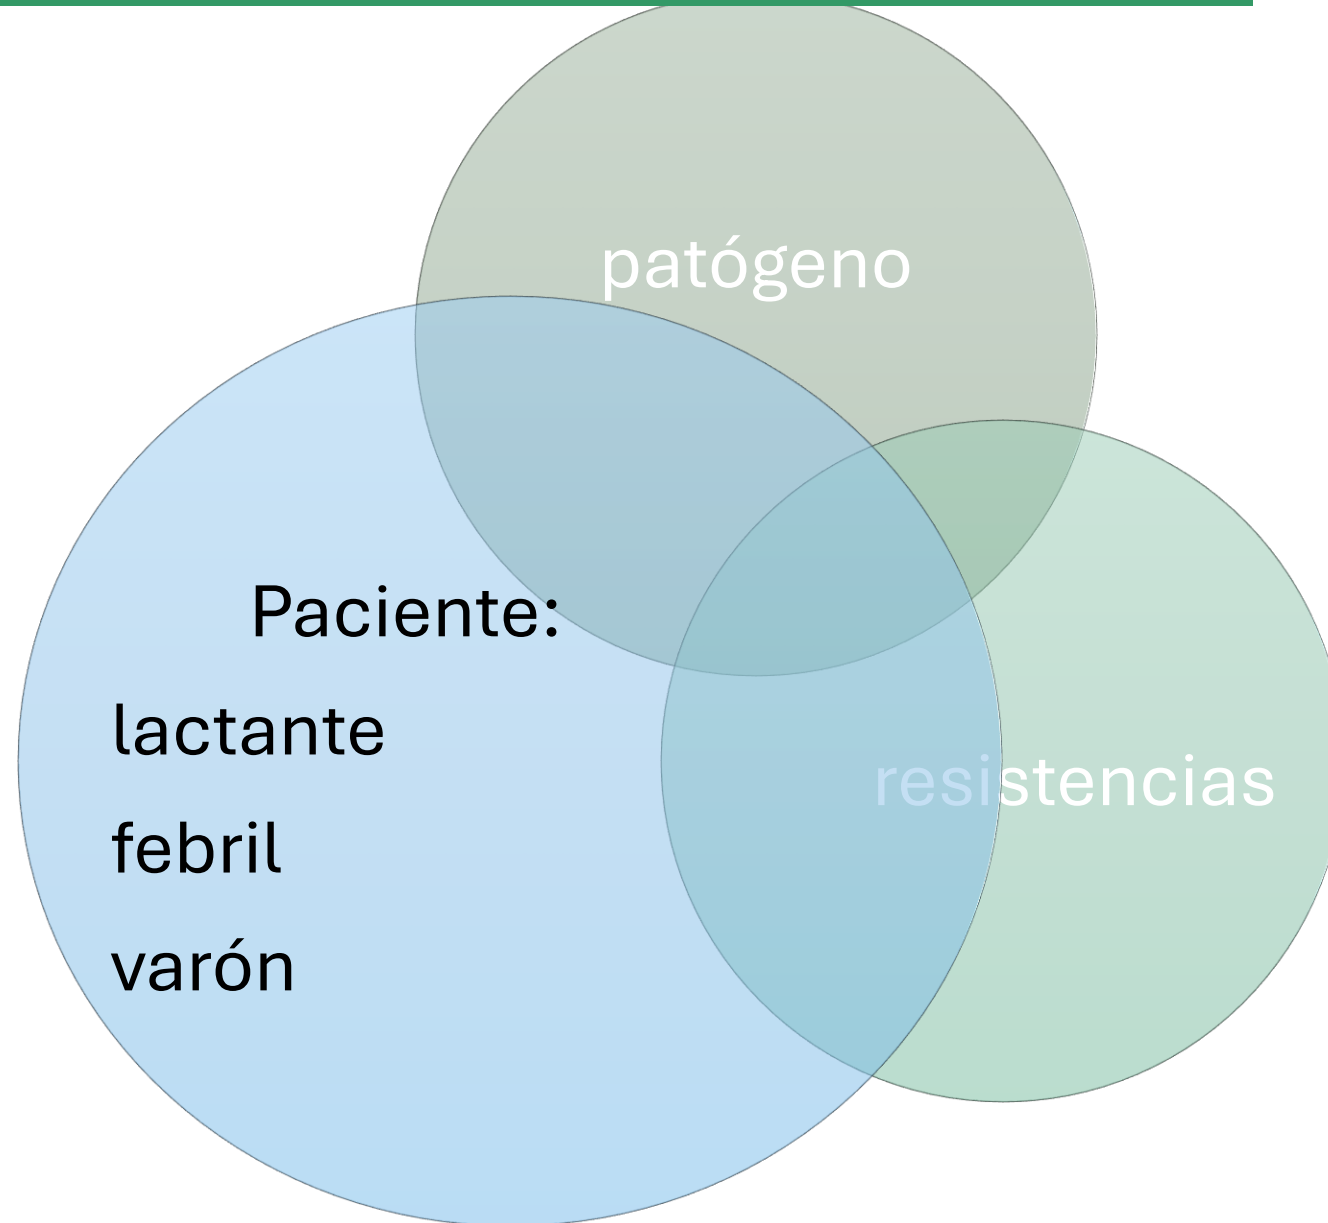 patógeno
Paciente:
lactante
febril
varón
resistencias